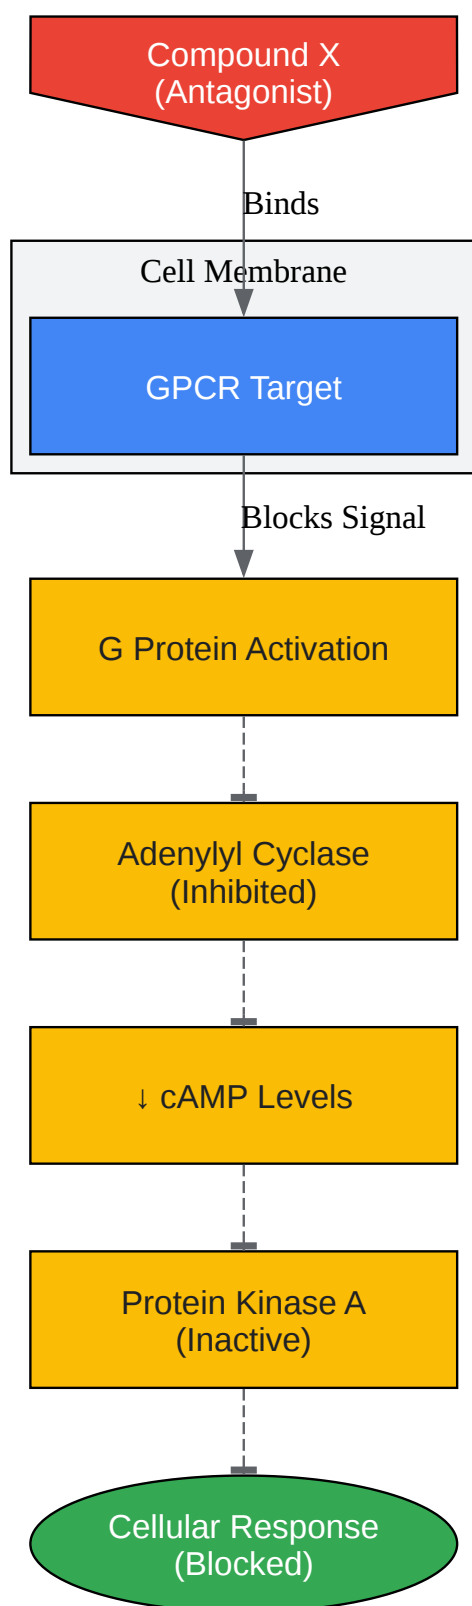 Compound X
(Antagonist)
Binds
Cell Membrane
GPCR Target
Blocks Signal
G Protein Activation
Adenylyl Cyclase
(Inhibited)
↓ cAMP Levels
Protein Kinase A
(Inactive)
Cellular Response
(Blocked)